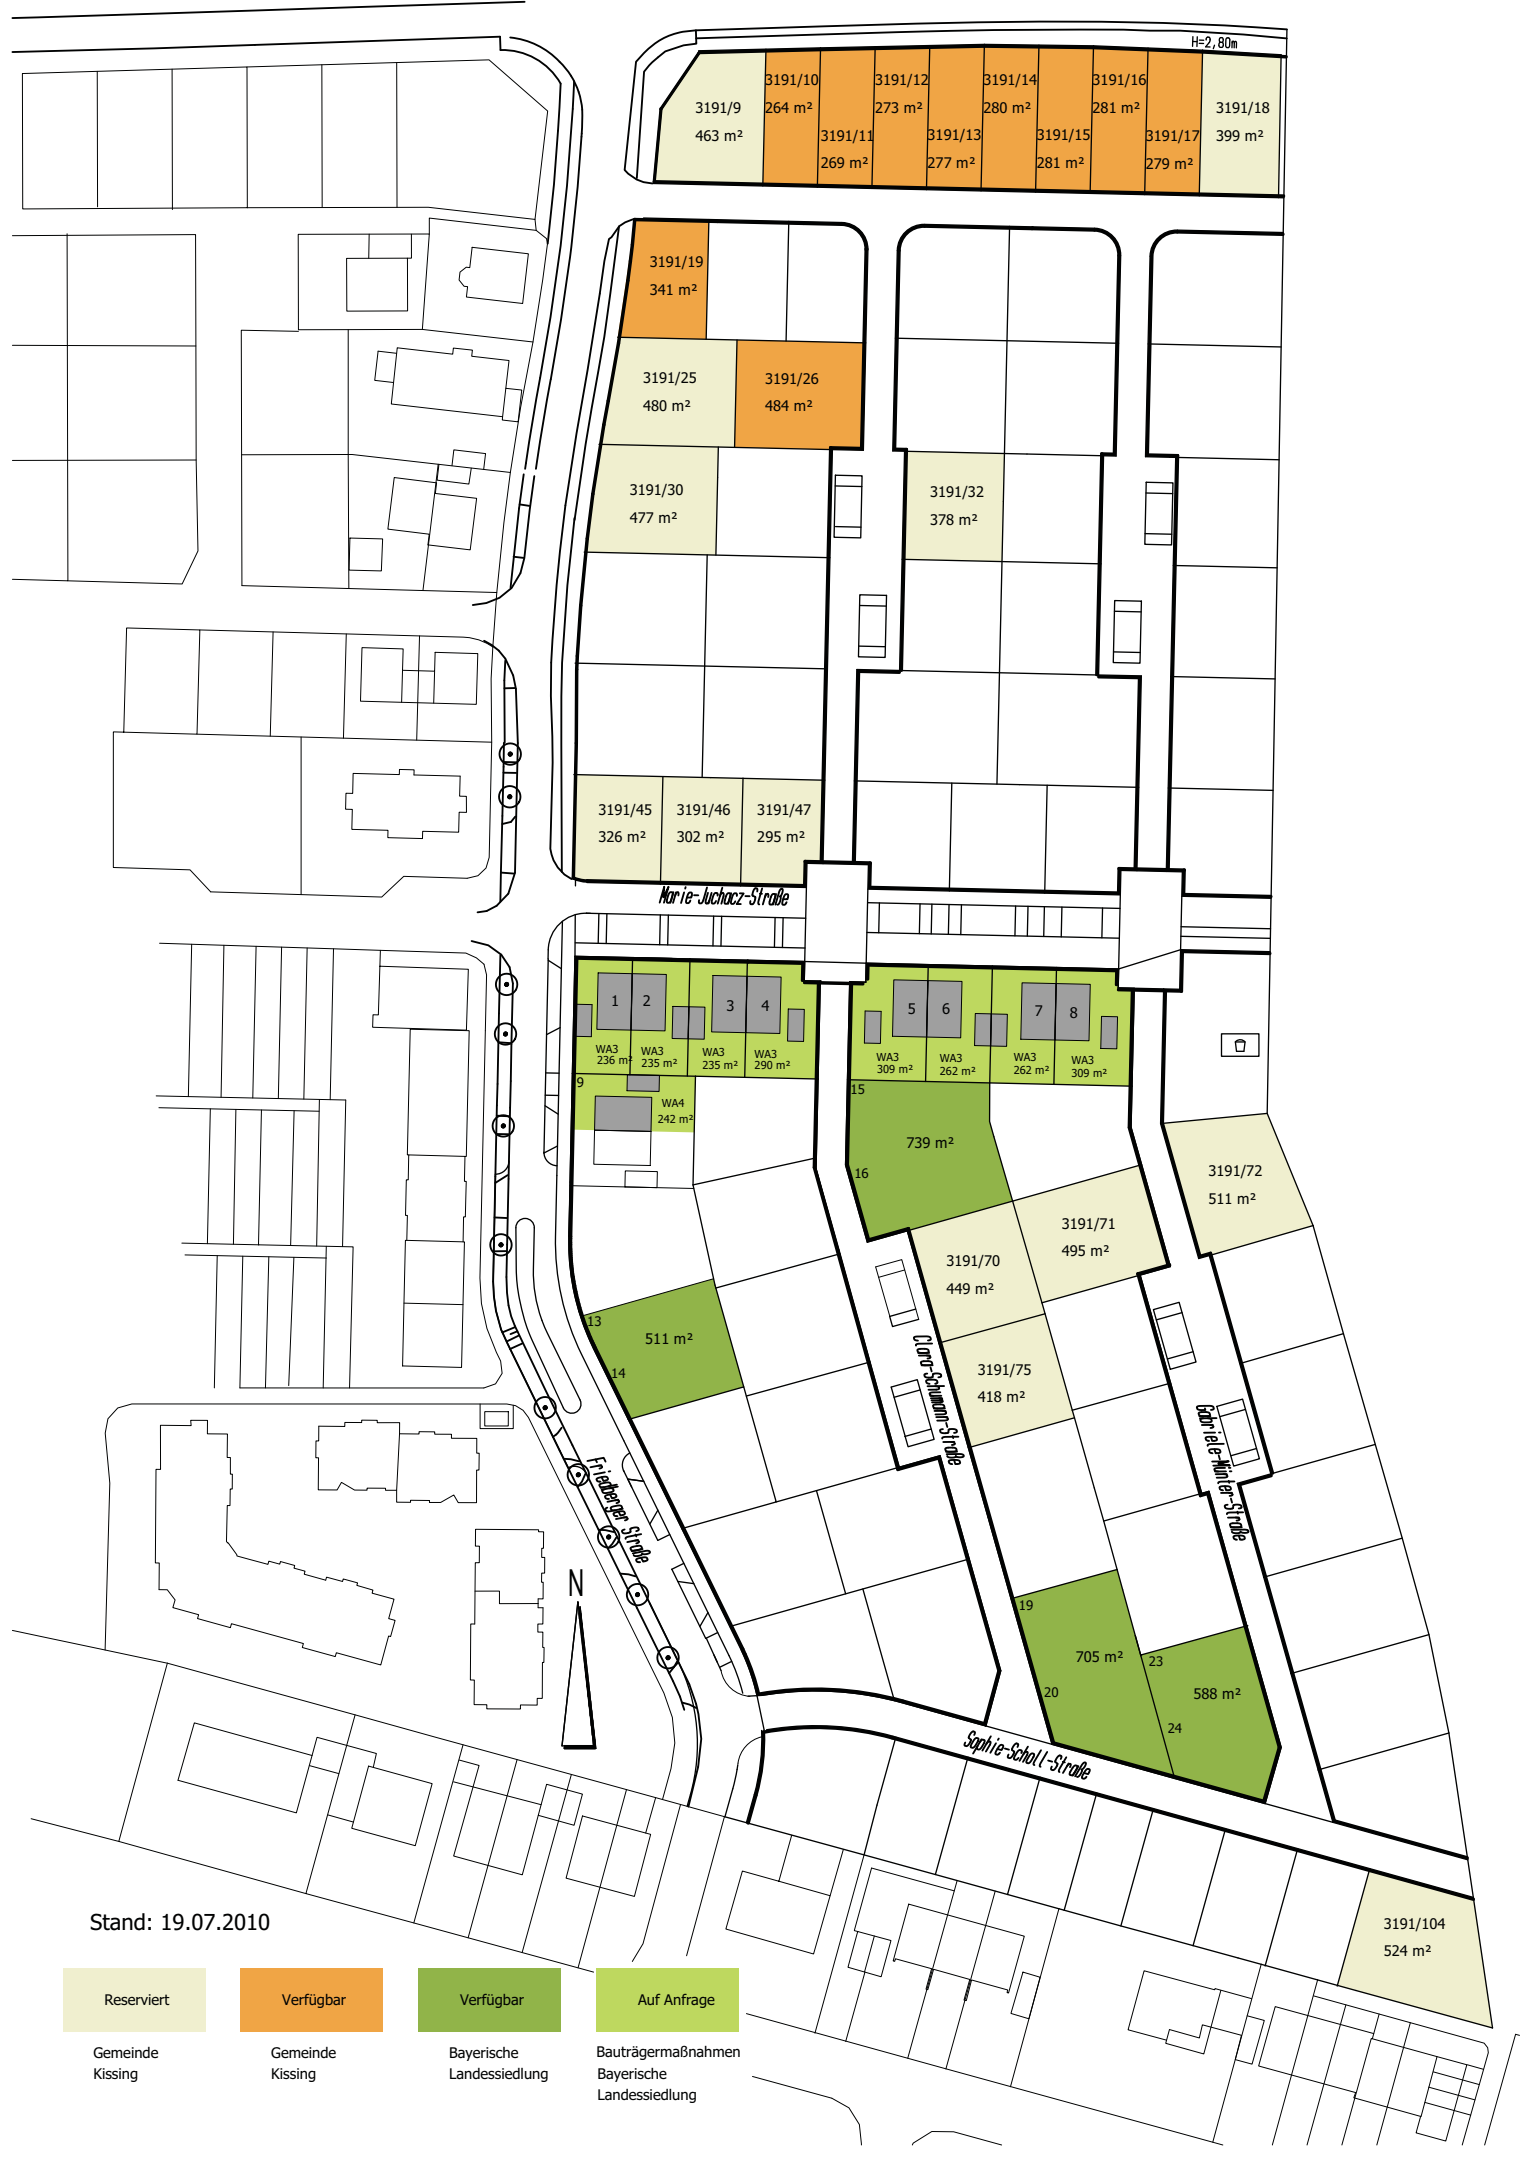 H=2,80m
3191/9
463 m²
3191/10
264 m²
3191/11
269 m²
3191/12
273 m²
3191/13
277 m²
3191/14
280 m²
3191/15
281 m²
3191/16
281 m²
3191/17
279 m²
3191/18
399 m²
3191/19
341 m²
3191/25
480 m²
3191/26
484 m²
3191/30
477 m²
3191/32
378 m²
3191/45
326 m²
3191/46
302 m²
3191/47
295 m²
Marie-Juchacz-Straße
1
2
3
4
5
6
7
8
WA3
236 m²
WA3
235 m²
WA3
235 m²
WA3
290 m²
WA3
309 m²
WA3
262 m²
WA3
262 m²
WA3
309 m²
9
WA4
242 m²
15
739 m²
16
3191/72
511 m²
3191/71
495 m²
3191/70
449 m²
13
511 m²
14
3191/75
418 m²
Clara-Schumann-Straße
Gabriele-Münter-Straße
Friedberger Straße
N
19
705 m²
20
23
588 m²
24
Sophie-Scholl-Straße
3191/104
524 m²
Stand: 19.07.2010
Reserviert
Gemeinde
Kissing
Verfügbar
Gemeinde
Kissing
Verfügbar
Bayerische
Landessiedlung
Auf Anfrage
Bauträgermaßnahmen
Bayerische
Landessiedlung